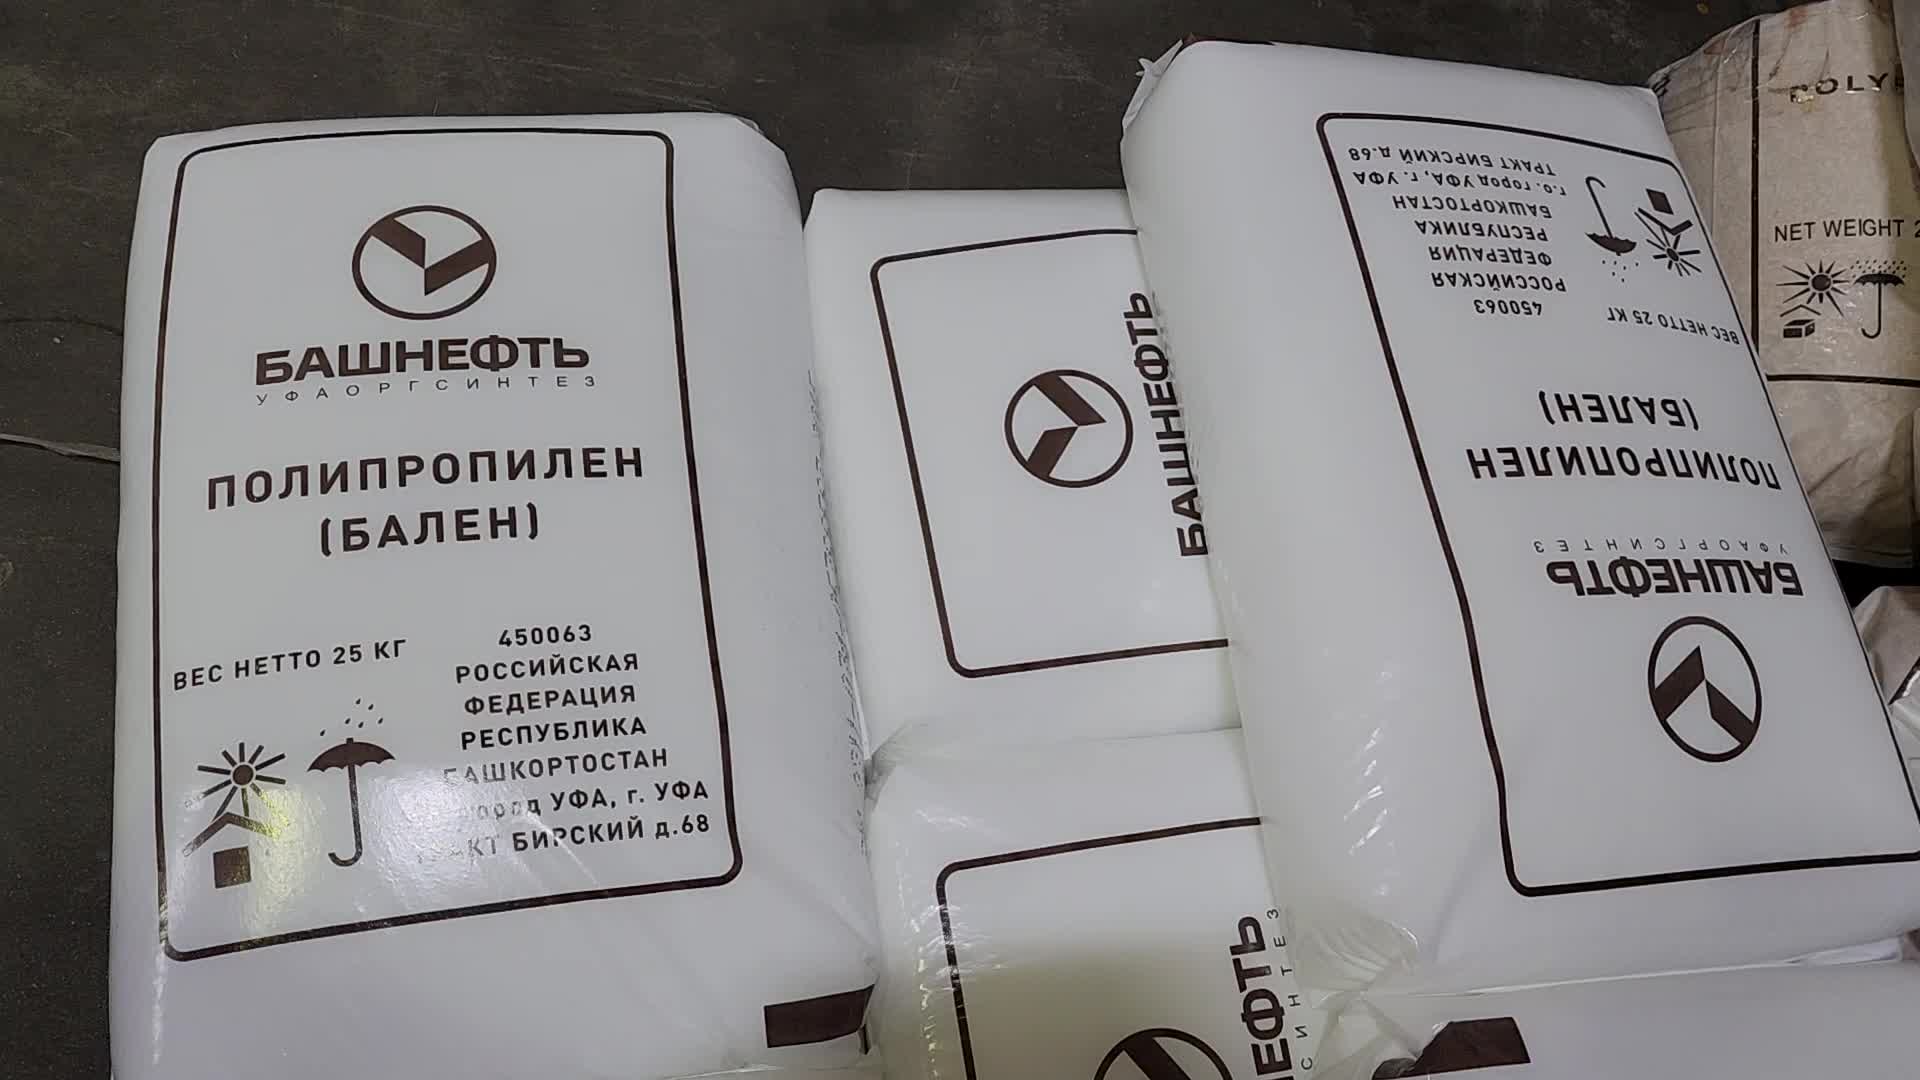 БАШНЕФТЬ
УФАОРГСИНТЕЗ
ПОЛИПРОПИЛЕН
(БАЛЕН)
ВЕС НЕТТО 25 КГ
450063
РОССИЙСКАЯ
ФЕДЕРАЦИЯ
РЕСПУБЛИКА
БАШКОРТОСТАН
город УФА, г. УФА
ТРАКТ БИРСКИЙ д.68
БАШНЕФТЬ
БАШНЕФТЬ
УФАОРГСИНТЕЗ
ПОЛИПРОПИЛЕН
(БАЛЕН)
ВЕС НЕТТО 25 КГ
450063
РОССИЙСКАЯ
ФЕДЕРАЦИЯ
РЕСПУБЛИКА
БАШКОРТОСТАН
г.о. город УФА, г. УФА
ТРАКТ БИРСКИЙ д.68
NET WEIGHT